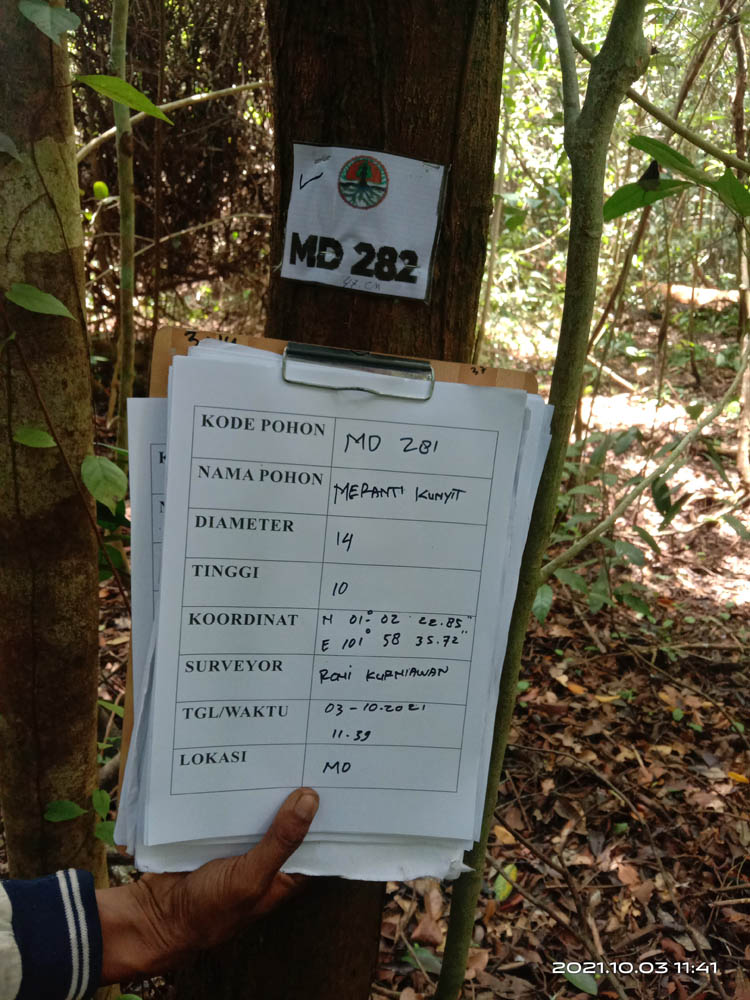 MD 282
47 cm
KODE POHON MD 281
NAMA POHON MERANTI KUNYIT
DIAMETER 14
TINGGI 10
KOORDINAT N 01° 02 22.85"
E 101° 58 35.72"
SURVEYOR RONI KURNIAWAN
TGL/WAKTU 03-10-2021
11.39
LOKASI MD
2021.10.03 11:41